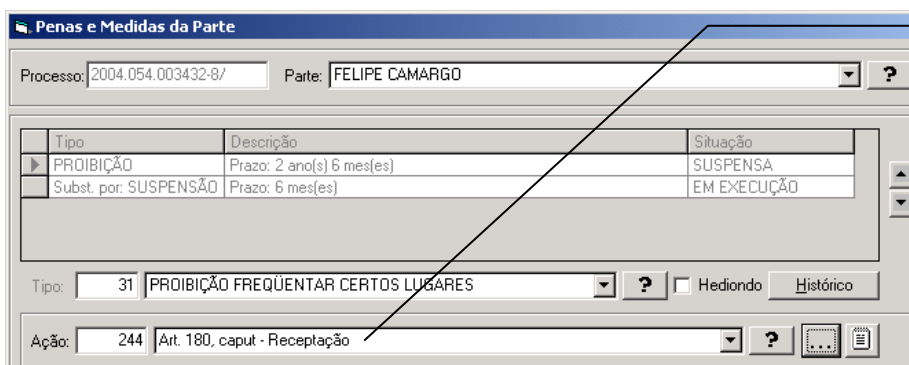 Penas e Medidas da Parte
Processo: 2004.054.003432-8/ Parte: FELIPE CAMARGO ?
Tipo Descrição Situação
PROIBIÇÃO Prazo: 2 ano(s) 6 mes(es) SUSPENSA
Subst. por: SUSPENSÃO Prazo: 6 mes(es) EM EXECUÇÃO
Tipo: 31 PROIBIÇÃO FREQÜENTAR CERTOS LUGARES ? Hediondo Histórico
Ação: 244 Art. 180, caput - Receptação ? ...